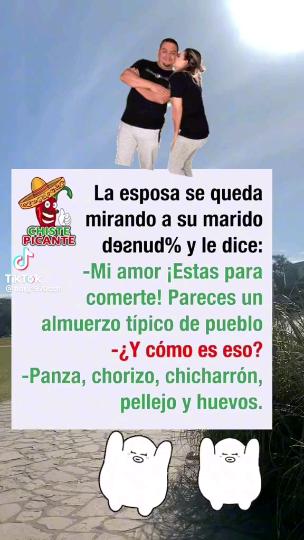 La esposa se queda
mirando a su marido
dǝsnud% y le dice:
-Mi amor ¡Estas para
comerte! Pareces un
almuerzo típico de pueblo
-¿Y cómo es eso?
-Panza, chorizo, chicharrón,
pellejo y huevos.
CHISTE
PICANTE
TikTok